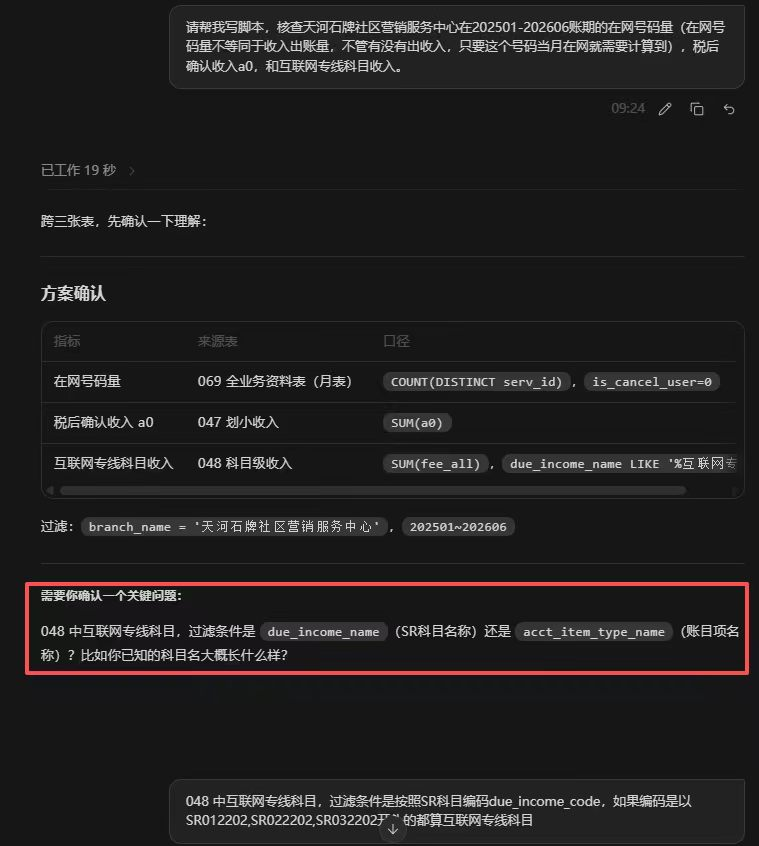 请帮我写脚本，核查天河石牌社区营销服务中心在202501-202606账期的在网号码量（在网号
码量不等同于收入出账量，不管有没有出收入，只要这个号码当月在网就需要计算到），税后
确认收入a0，和互联网专线科目收入。
09:24
已工作 19 秒
跨三张表，先确认一下理解：
方案确认
指标 来源表 口径
在网号码量 069 全业务资料表（月表） COUNT(DISTINCT serv_id) ， is_cancel_user=0
税后确认收入 a0 047 划小收入 SUM(a0)
互联网专线科目收入 048 科目级收入 SUM(fee_all) ， due_income_name LIKE '%互联网专
过滤： branch_name = '天河石牌社区营销服务中心' ， 202501~202606
需要你确认一个关键问题：
048 中互联网专线科目，过滤条件是 due_income_name （SR科目名称）还是 acct_item_type_name （账目项名
称）？比如你已知的科目名大概长什么样？
048 中互联网专线科目，过滤条件是按照SR科目编码due_income_code，如果编码是以
SR012202,SR022202,SR032202 的都算互联网专线科目